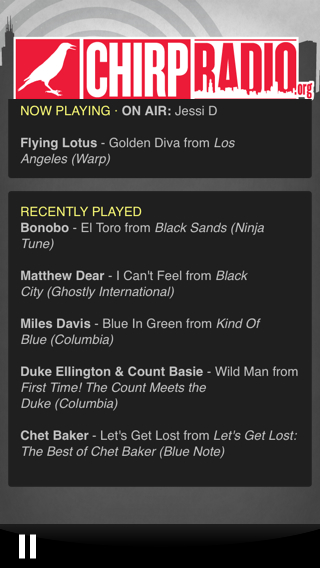 CHIRPRADIO.org
NOW PLAYING · ON AIR: Jessi D
Flying Lotus - Golden Diva from Los
Angeles (Warp)
RECENTLY PLAYED
Bonobo - El Toro from Black Sands (Ninja
Tune)
Matthew Dear - I Can't Feel from Black
City (Ghostly International)
Miles Davis - Blue In Green from Kind Of
Blue (Columbia)
Duke Ellington & Count Basie - Wild Man from
First Time! The Count Meets the
Duke (Columbia)
Chet Baker - Let's Get Lost from Let's Get Lost:
The Best of Chet Baker (Blue Note)